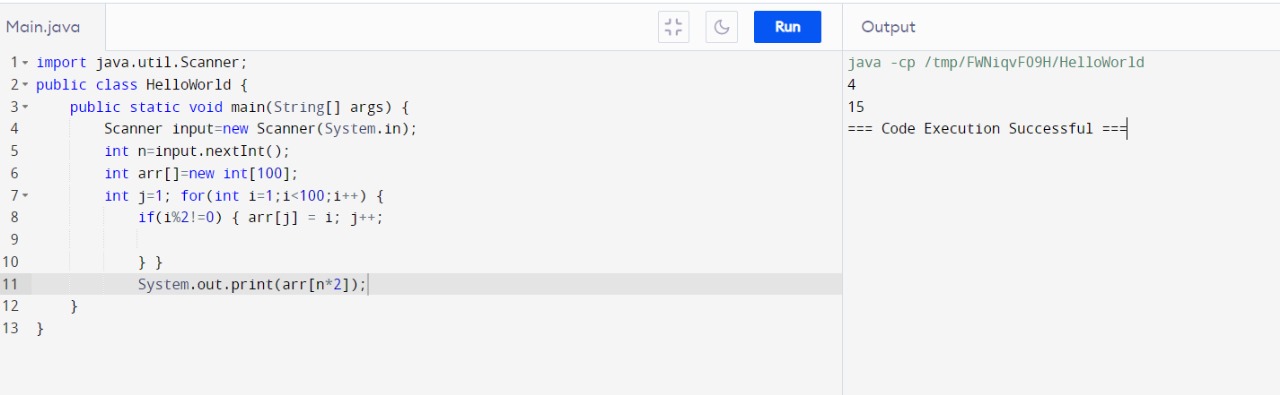 Main.java
Run
Output
1 import java.util.Scanner;
2 public class HelloWorld {
3     public static void main(String[] args) {
4         Scanner input=new Scanner(System.in);
5         int n=input.nextInt();
6         int arr[]=new int[100];
7         int j=1; for(int i=1;i<100;i++) {
8             if(i%2!=0) { arr[j] = i; j++;
9
10             } }
11             System.out.print(arr[n*2]);
12     }
13 }
java -cp /tmp/FWNiqvFO9H/HelloWorld
4
15
=== Code Execution Successful ===